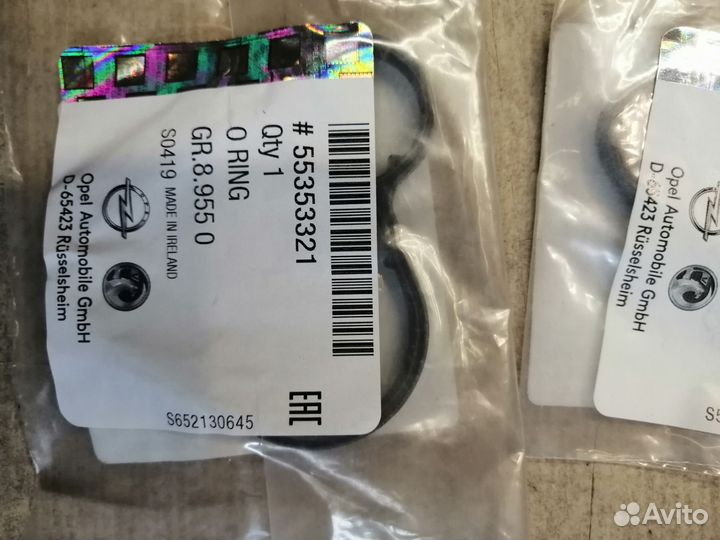 # 55353321
Qty 1
O RING
GR.8.955 0
S0419 MADE IN IRELAND
Opel Automobile GmbH
D-65423 Rüsselsheim
EAC
S652130645
Opel Automobile GmbH
D-65423 Rüsselsheim
Avito